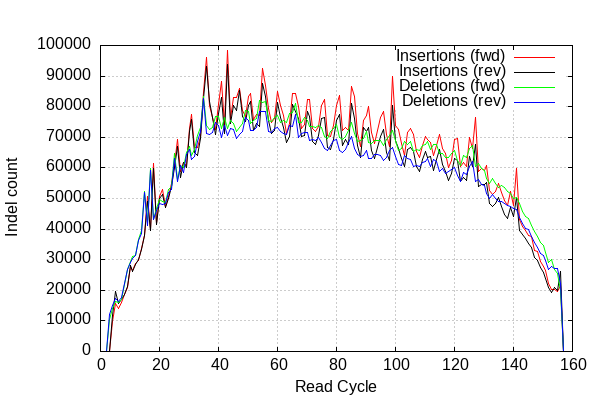 100000
90000
80000
70000
60000
50000
40000
30000
20000
10000
0
Indel count
Insertions (fwd)
Insertions (rev)
Deletions (fwd)
Deletions (rev)
0 20 40 60 80 100 120 140 160
Read Cycle